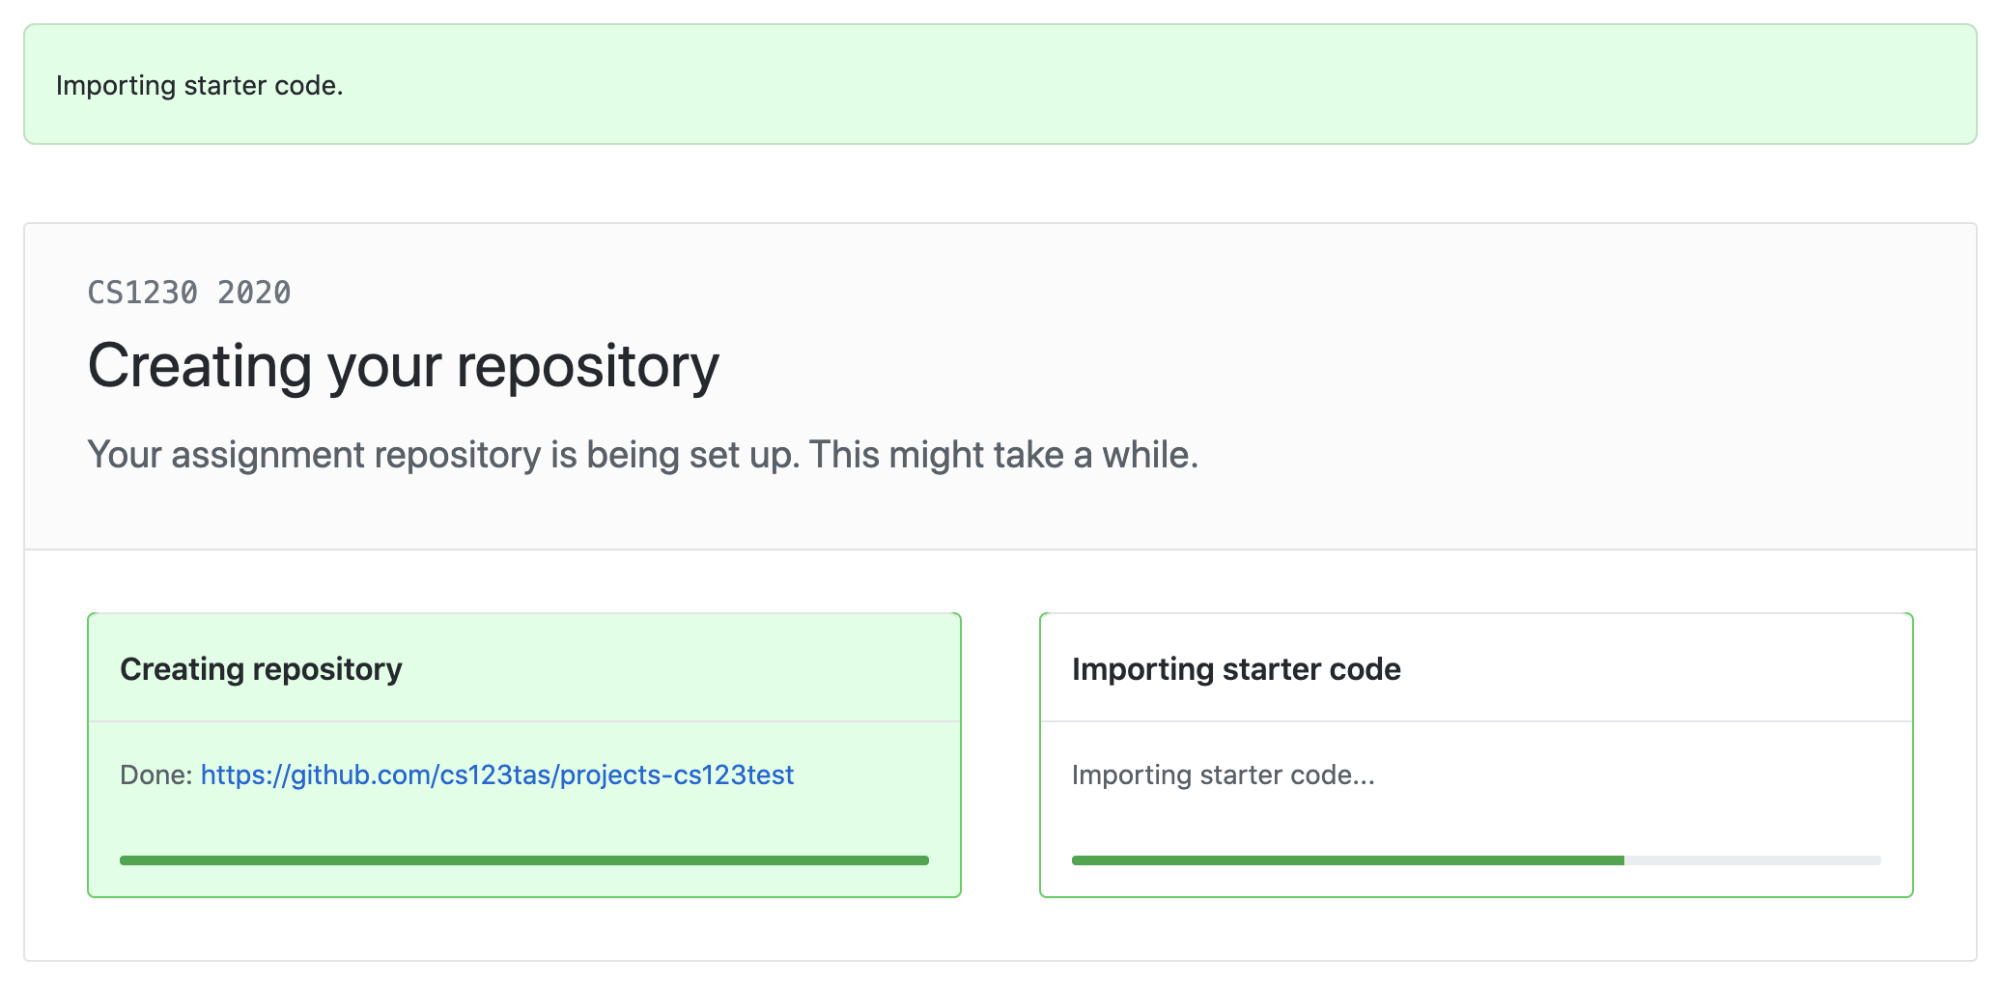 Importing starter code.
CS1230 2020
Creating your repository
Your assignment repository is being set up. This might take a while.
Creating repository
Done: https://github.com/cs123tas/projects-cs123test
Importing starter code
Importing starter code...